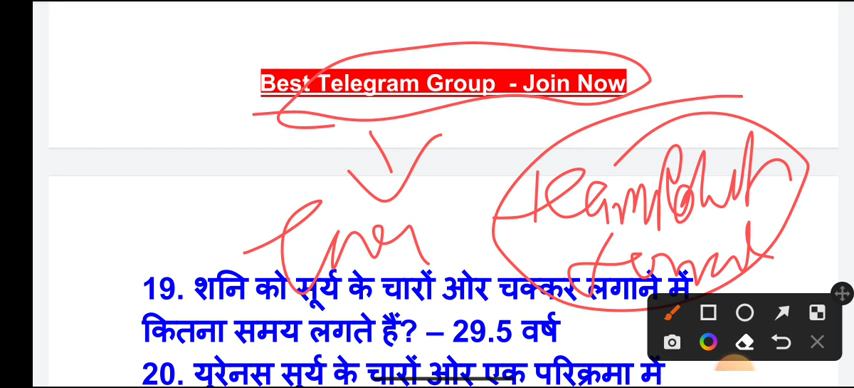 Best Telegram Group - Join Now
19. शनि को सूर्य के चारों ओर चक्कर लगाने में
कितना समय लगते हैं? – 29.5 वर्ष
20. यूरेनस सूर्य के चारों ओर एक परिक्रमा में